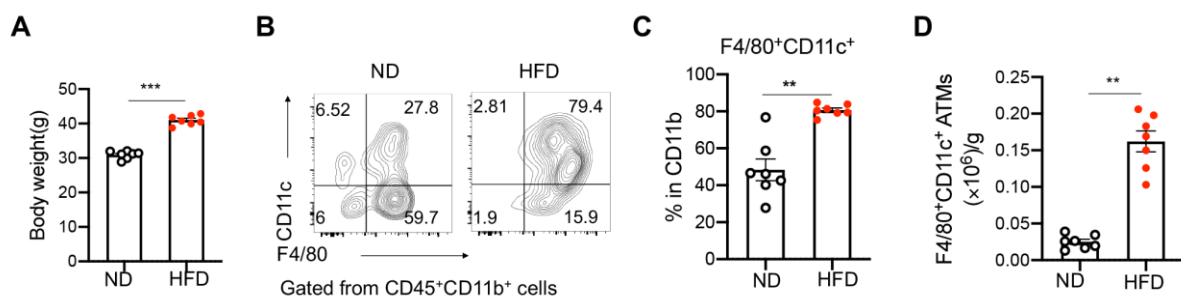 A
Body weight(g)
50
40
30
20
10
0
***
ND
HFD
B
ND
HFD
6.52
27.8
6
59.7
2.81
79.4
1.9
15.9
CD11c
F4/80
Gated from CD45⁺CD11b⁺ cells
C
F4/80⁺CD11c⁺
% in CD11b
100
80
60
40
20
0
**
ND
HFD
D
F4/80⁺CD11c⁺ ATMs
(×10⁶)/g
0.25
0.20
0.15
0.10
0.05
0.00
**
ND
HFD